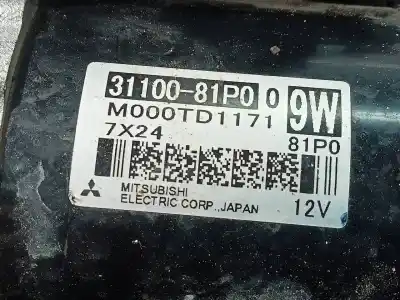 31100-81P0 0 9W
M000TD1171
7X24 81P0
MITSUBISHI
ELECTRIC CORP.,JAPAN 12V